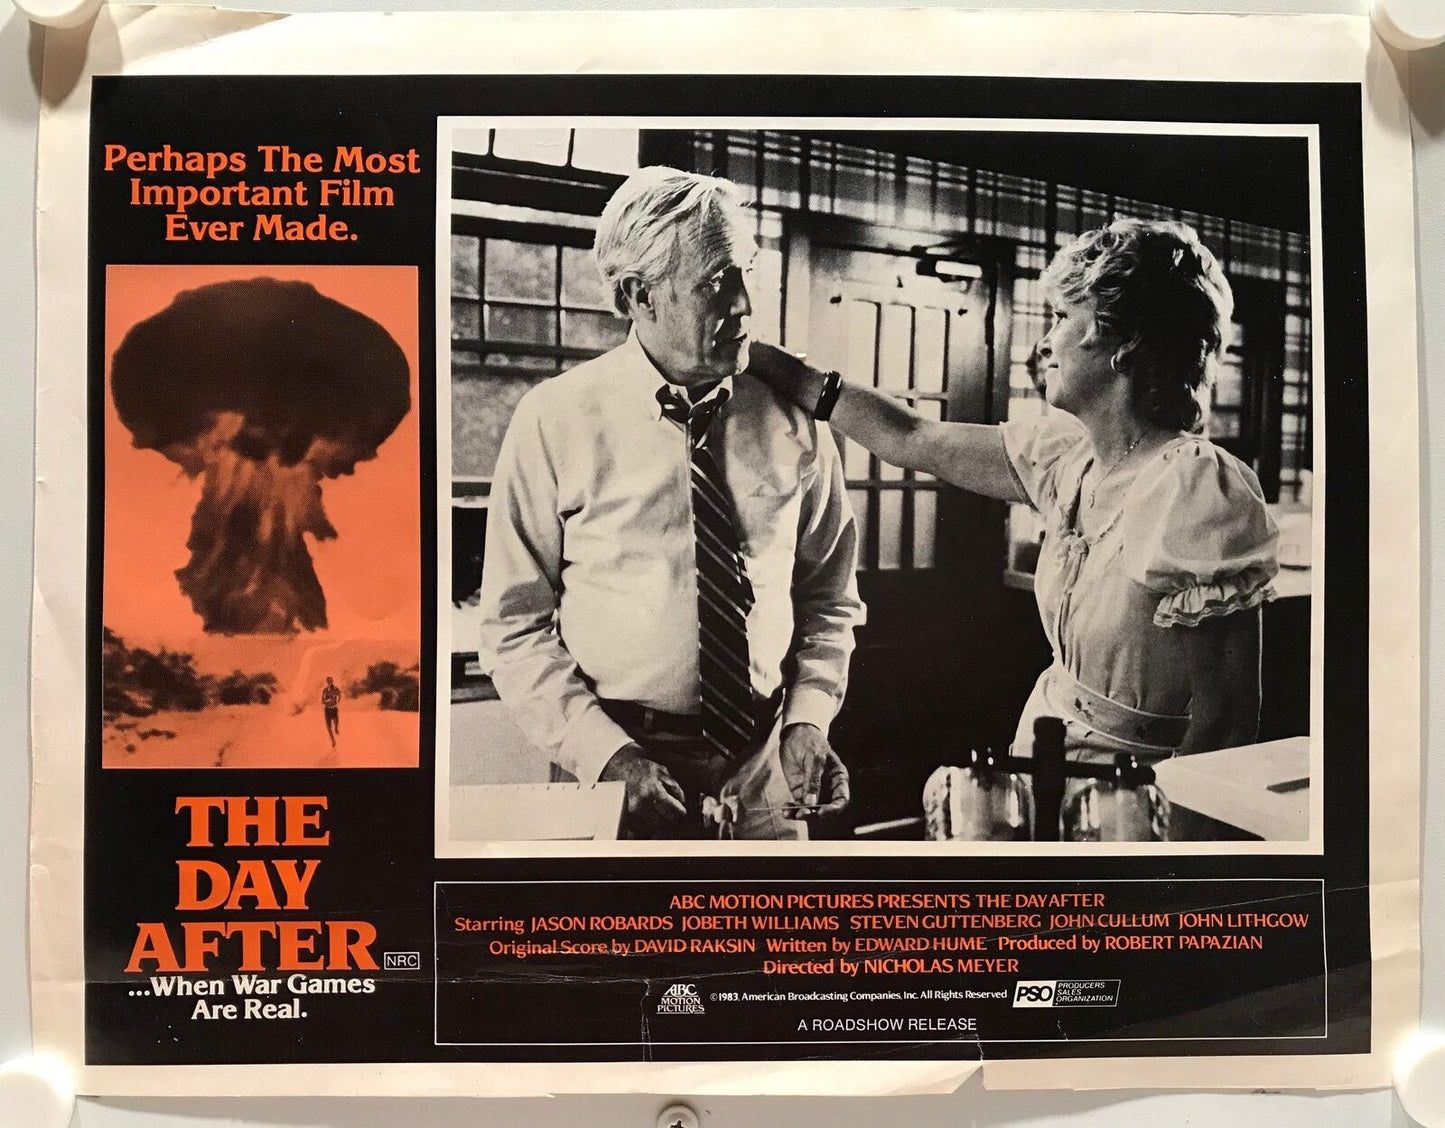 Perhaps The Most
Important Film
Ever Made.
THE
DAY
AFTER
NRC
...When War Games
Are Real.
ABC MOTION PICTURES PRESENTS THE DAY AFTER
Starring JASON ROBARDS JOBETH WILLIAMS STEVEN GUTTENBERG JOHN CULLUM JOHN LITHGOW
Original Score by DAVID RAKSIN Written by EDWARD HUME Produced by ROBERT PAPAZIAN
Directed by NICHOLAS MEYER
ABC
MOTION
PICTURES
©1983, American Broadcasting Companies, Inc. All Rights Reserved
PSO
PRODUCERS
SALES
ORGANIZATION
A ROADSHOW RELEASE